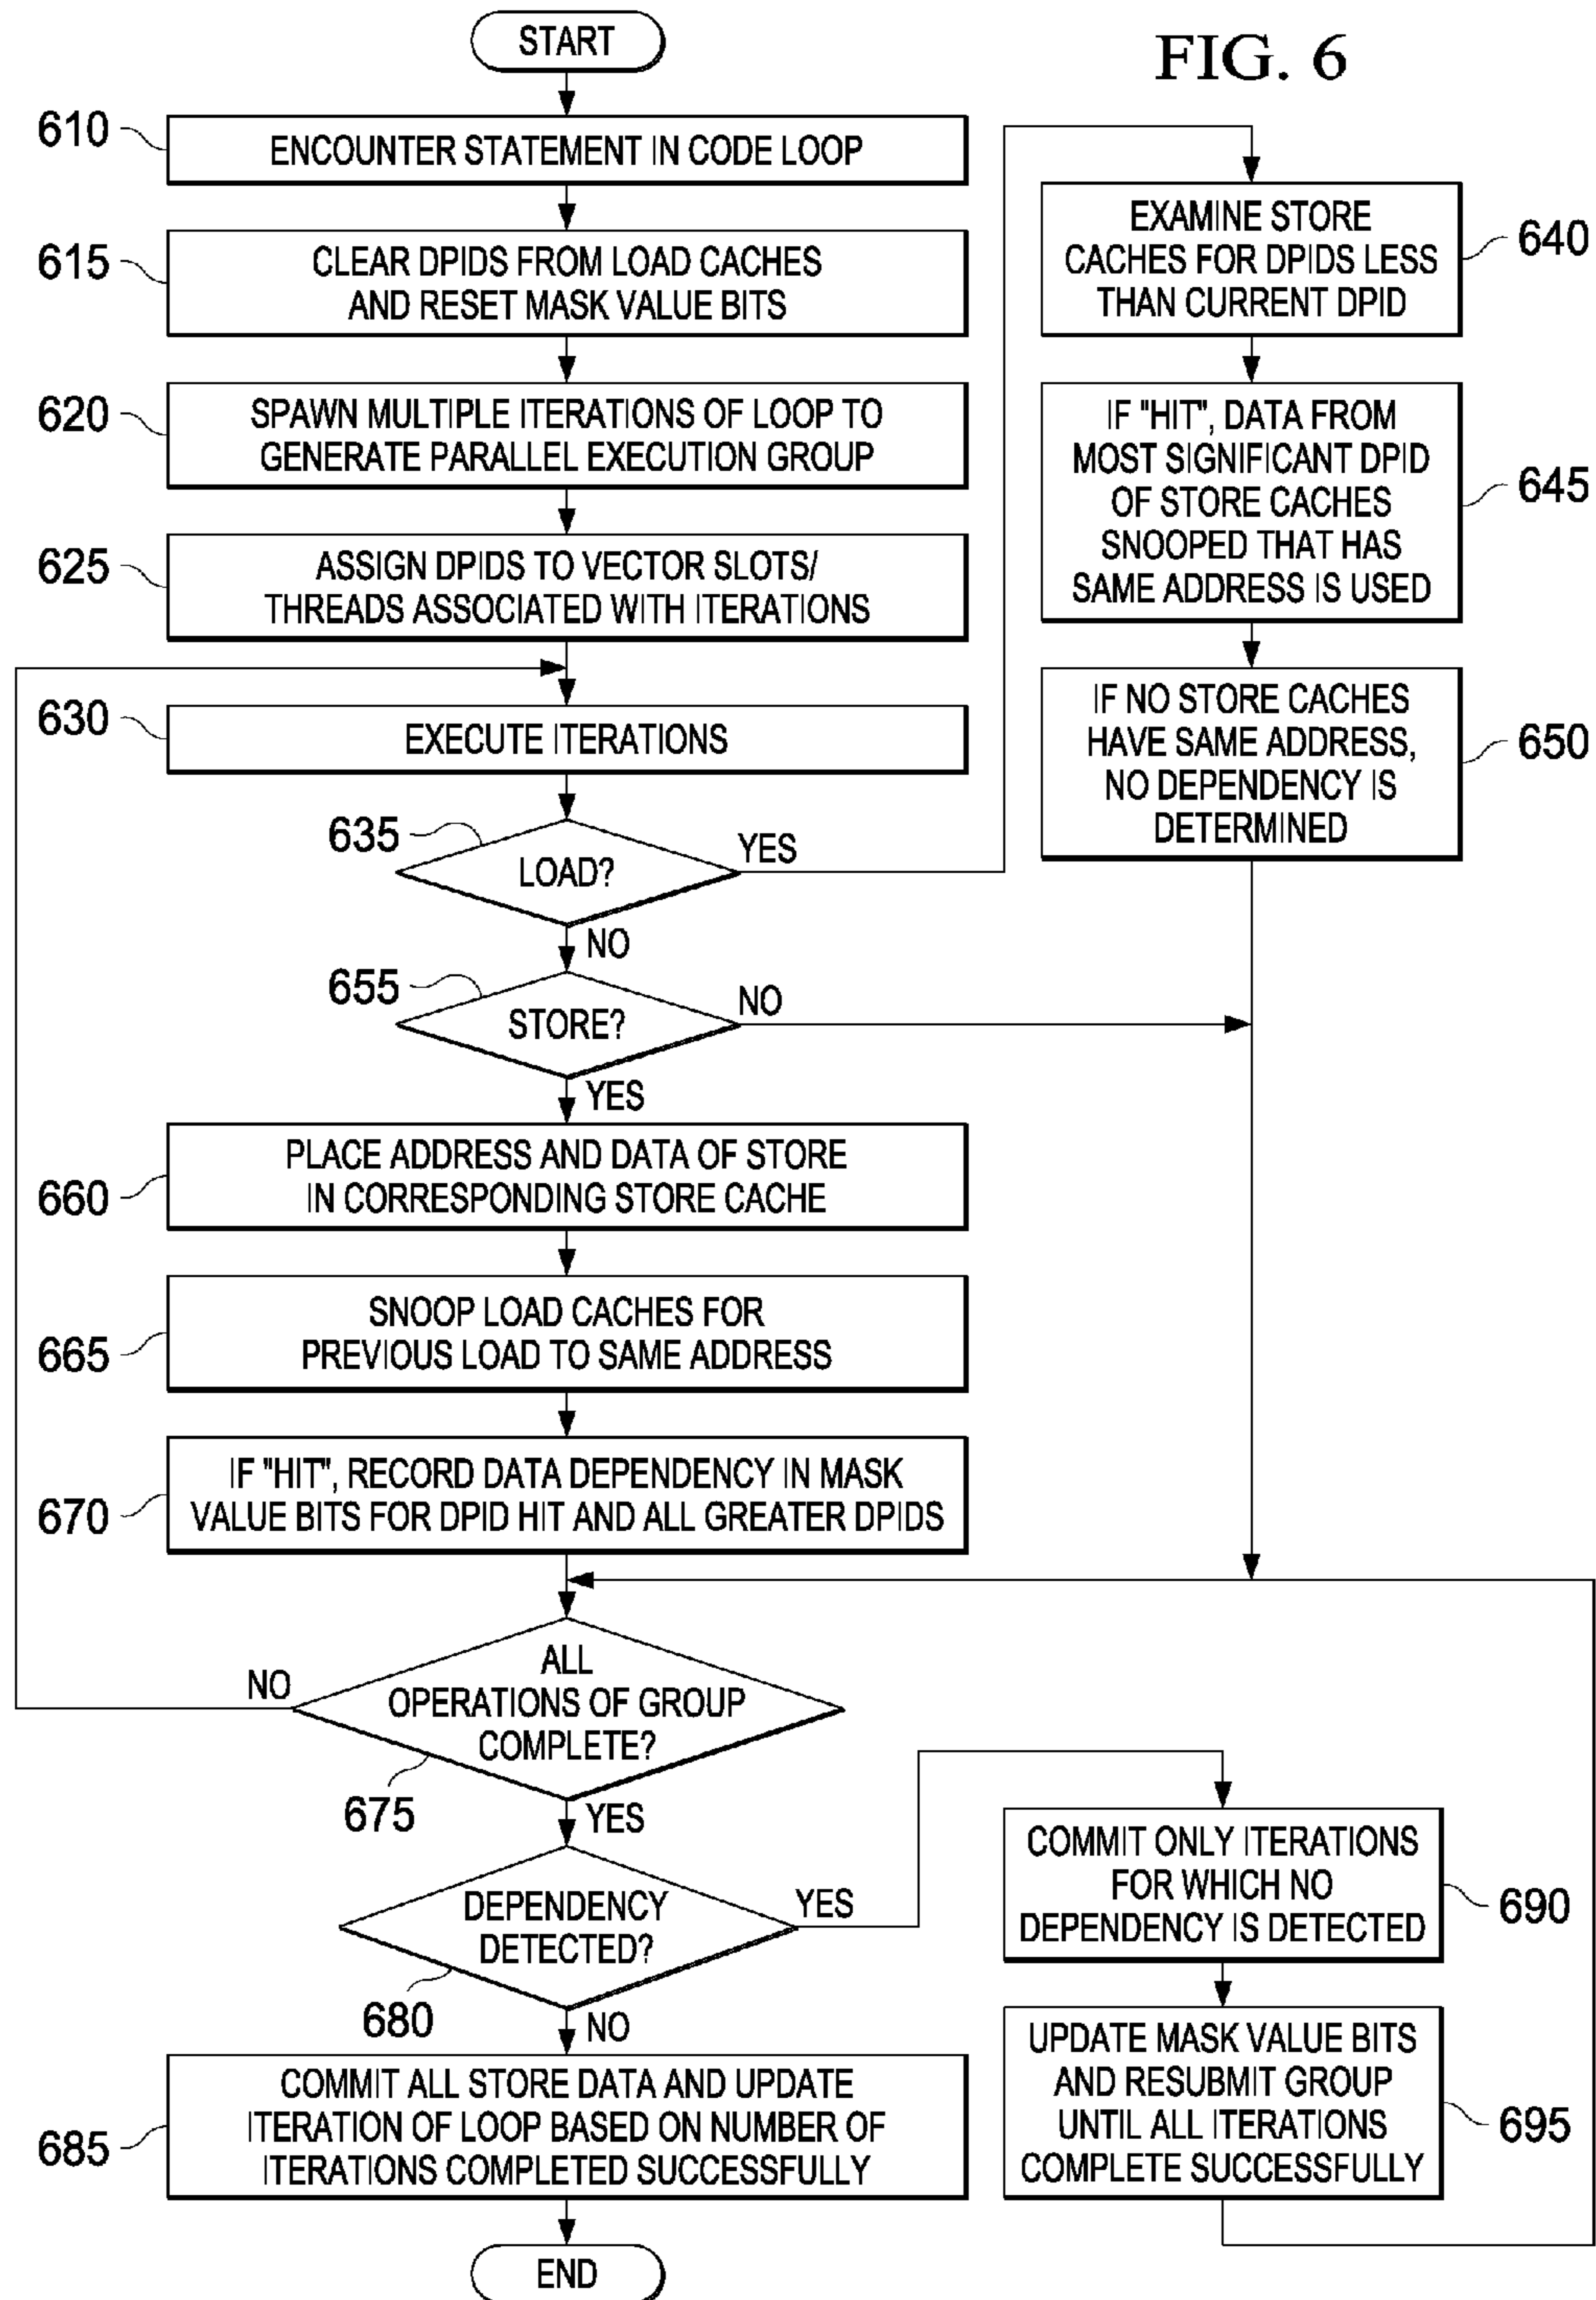 FIG. 6
START
610
ENCOUNTER STATEMENT IN CODE LOOP
615
CLEAR DPIDS FROM LOAD CACHES
AND RESET MASK VALUE BITS
620
SPAWN MULTIPLE ITERATIONS OF LOOP TO
GENERATE PARALLEL EXECUTION GROUP
625
ASSIGN DPIDS TO VECTOR SLOTS/
THREADS ASSOCIATED WITH ITERATIONS
630
EXECUTE ITERATIONS
635
LOAD?
YES
NO
EXAMINE STORE
CACHES FOR DPIDS LESS
THAN CURRENT DPID
640
IF "HIT", DATA FROM
MOST SIGNIFICANT DPID
OF STORE CACHES
SNOOPED THAT HAS
SAME ADDRESS IS USED
645
IF NO STORE CACHES
HAVE SAME ADDRESS,
NO DEPENDENCY IS
DETERMINED
650
655
STORE?
NO
YES
660
PLACE ADDRESS AND DATA OF STORE
IN CORRESPONDING STORE CACHE
665
SNOOP LOAD CACHES FOR
PREVIOUS LOAD TO SAME ADDRESS
670
IF "HIT", RECORD DATA DEPENDENCY IN MASK
VALUE BITS FOR DPID HIT AND ALL GREATER DPIDS
NO
ALL
OPERATIONS OF GROUP
COMPLETE?
675
YES
DEPENDENCY
DETECTED?
YES
680
NO
COMMIT ONLY ITERATIONS
FOR WHICH NO
DEPENDENCY IS DETECTED
690
UPDATE MASK VALUE BITS
AND RESUBMIT GROUP
UNTIL ALL ITERATIONS
COMPLETE SUCCESSFULLY
695
685
COMMIT ALL STORE DATA AND UPDATE
ITERATION OF LOOP BASED ON NUMBER OF
ITERATIONS COMPLETED SUCCESSFULLY
END